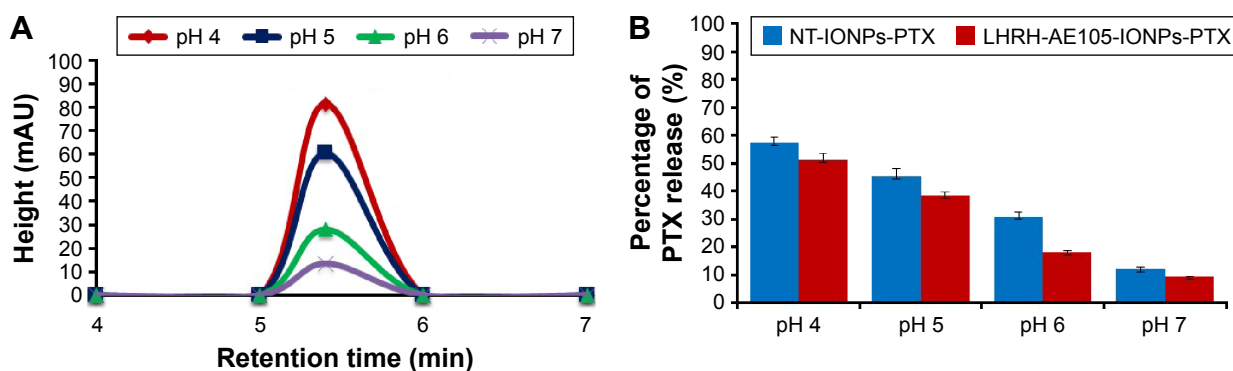 A
pH 4 pH 5 pH 6 pH 7
Height (mAU)
100
90
80
70
60
50
40
30
20
10
0
4 5 6 7
Retention time (min)
B
NT-IONPs-PTX LHRH-AE105-IONPs-PTX
Percentage of
PTX release (%)
100
90
80
70
60
50
40
30
20
10
0
pH 4 pH 5 pH 6 pH 7